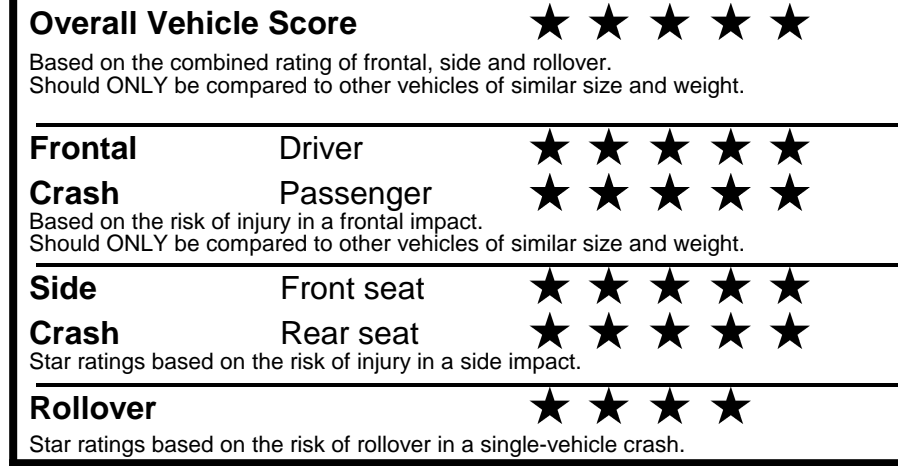 Overall Vehicle Score ★ ★ ★ ★ ★
Based on the combined rating of frontal, side and rollover.
Should ONLY be compared to other vehicles of similar size and weight.
Frontal Driver ★ ★ ★ ★ ★
Crash Passenger ★ ★ ★ ★ ★
Based on the risk of injury in a frontal impact.
Should ONLY be compared to other vehicles of similar size and weight.
Side Front seat ★ ★ ★ ★ ★
Crash Rear seat ★ ★ ★ ★ ★
Star ratings based on the risk of injury in a side impact.
Rollover ★ ★ ★ ★
Star ratings based on the risk of rollover in a single-vehicle crash.